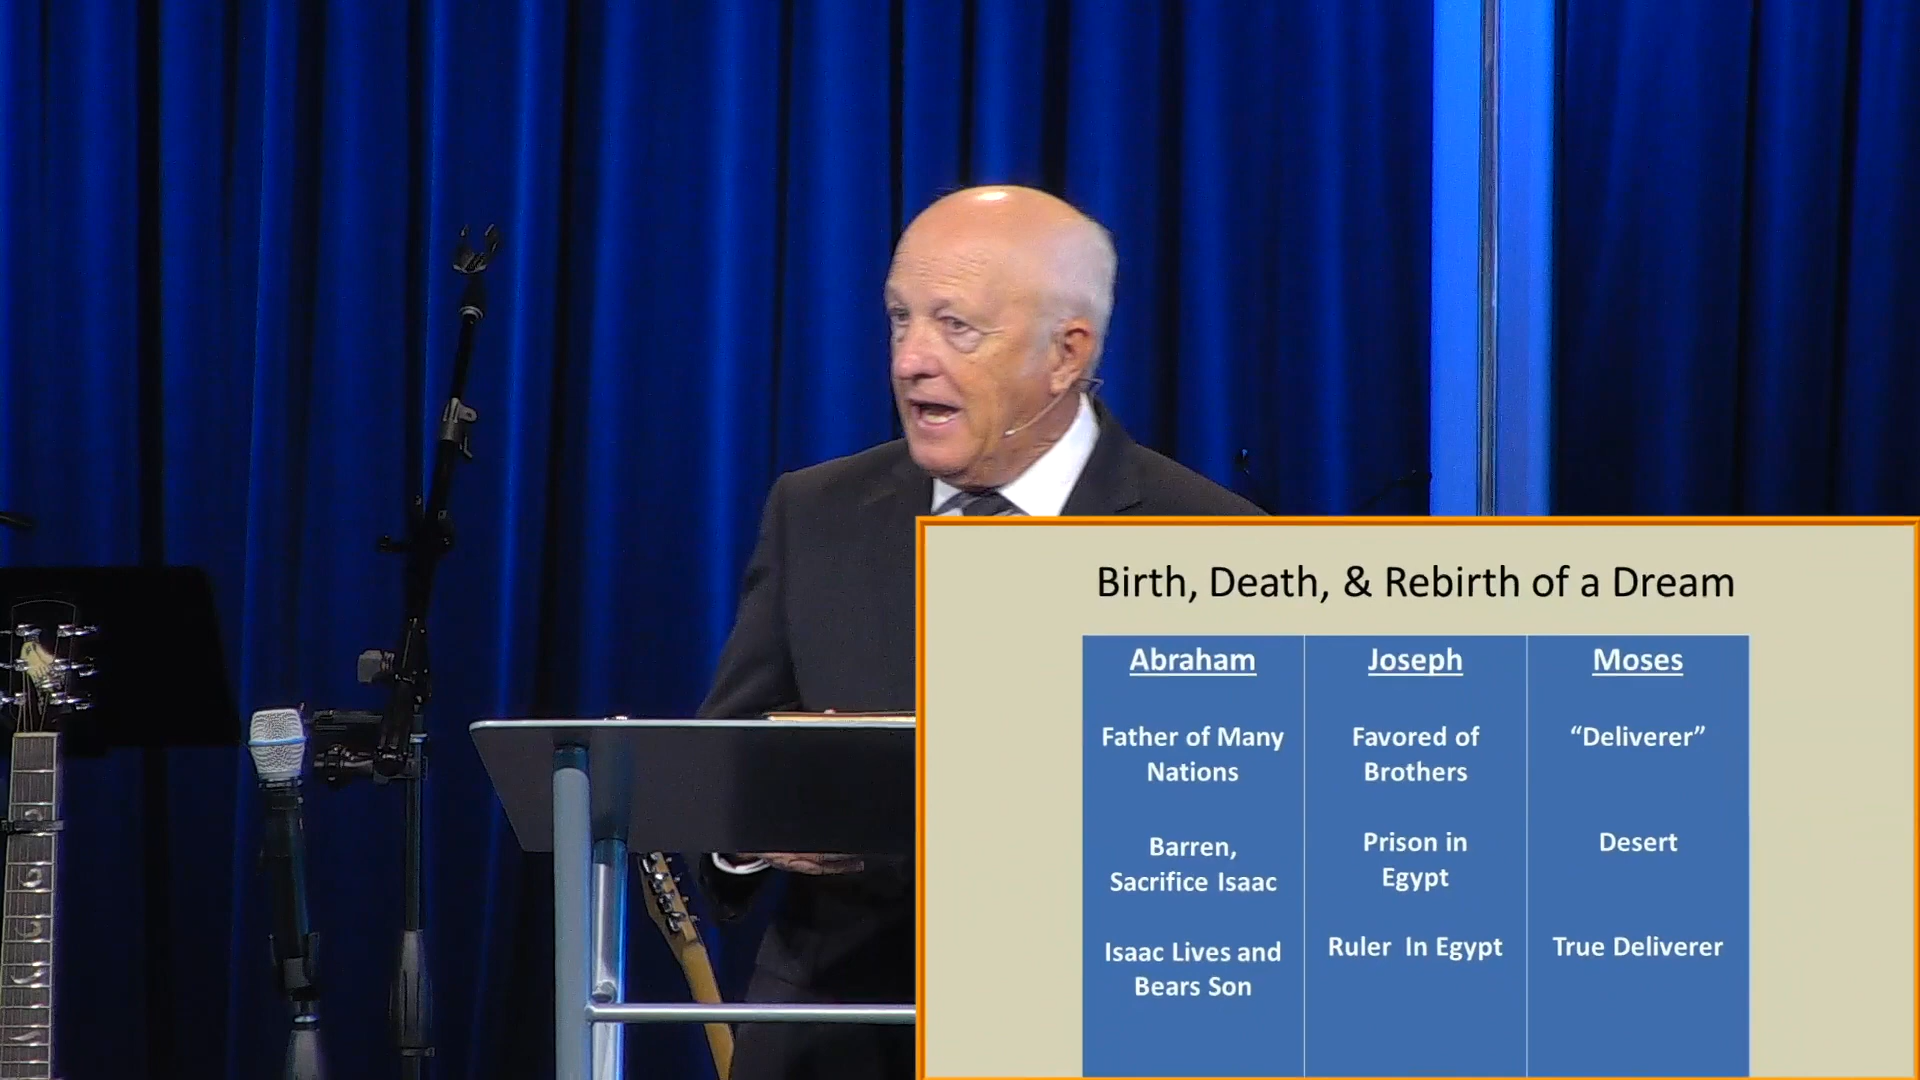 Birth, Death, & Rebirth of a Dream
Abraham
Father of Many
Nations
Barren,
Sacrifice Isaac
Isaac Lives and
Bears Son
Joseph
Favored of
Brothers
Prison in
Egypt
Ruler  In Egypt
Moses
“Deliverer”
Desert
True Deliverer